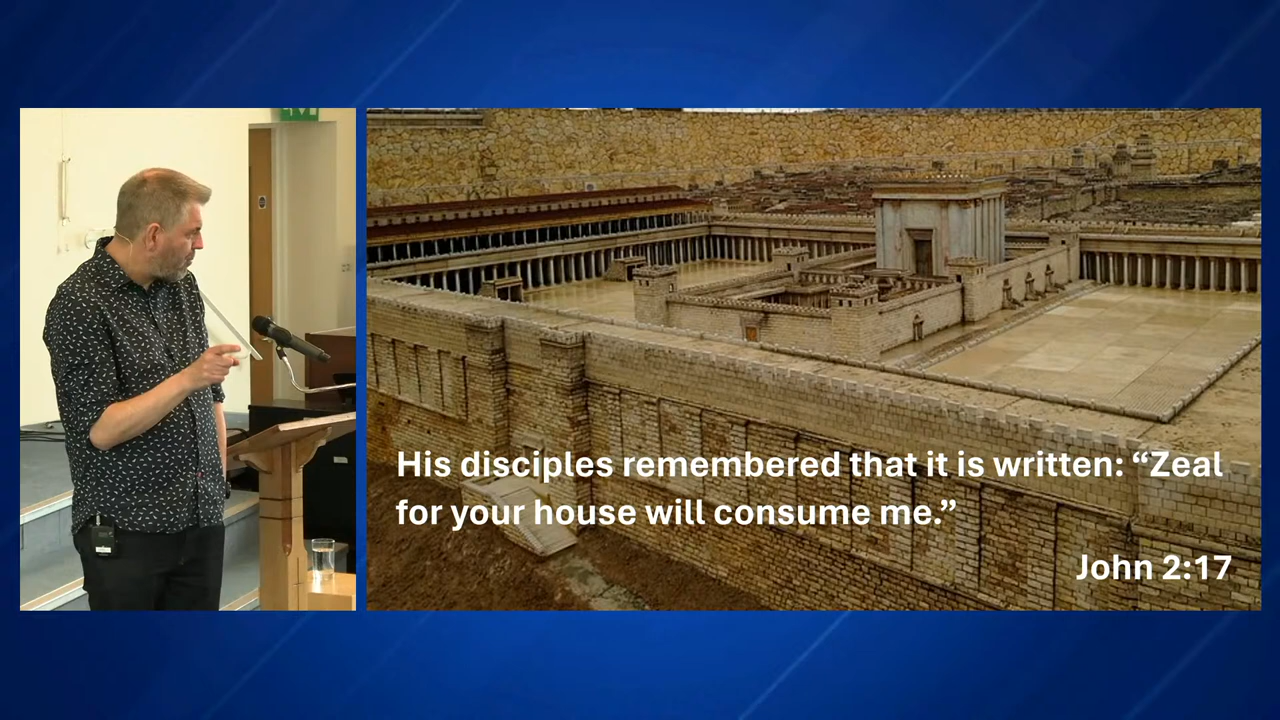 His disciples remembered that it is written: “Zeal
for your house will consume me.”
John 2:17